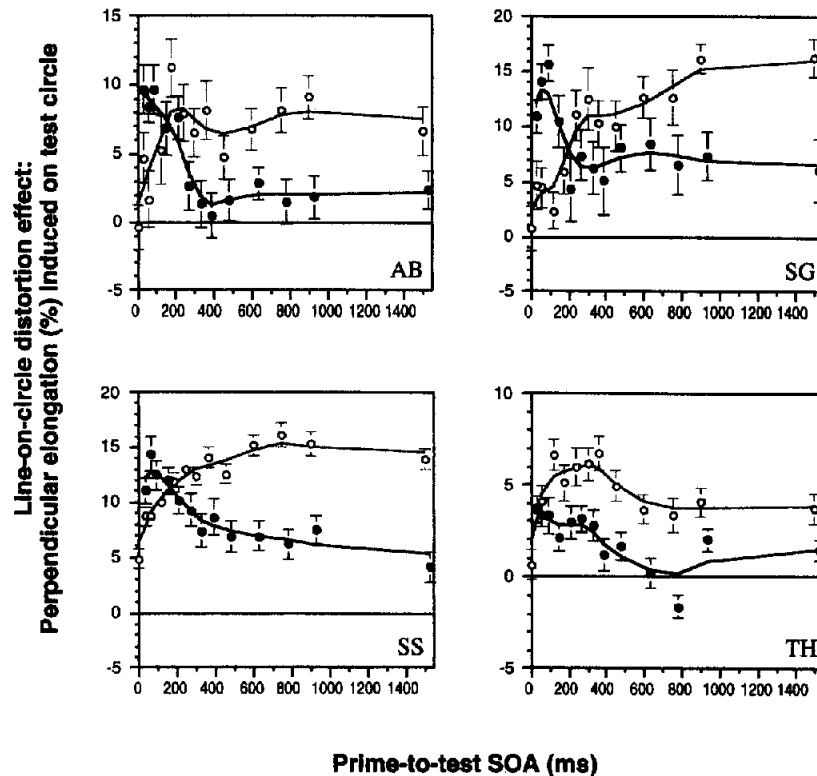 Line-on-circle distortion effect:
Perpendicular elongation (%) Induced on test circle
15
10
5
0
-5
AB
0 200 400 600 800 1000 1200 1400
20
15
10
5
0
-5
SG
0 200 400 600 800 1000 1200 1400
20
15
10
5
0
-5
SS
0 200 400 600 800 1000 1200 1400
10
5
0
-5
TH
0 200 400 600 800 1000 1200 1400
Prime-to-test SOA (ms)